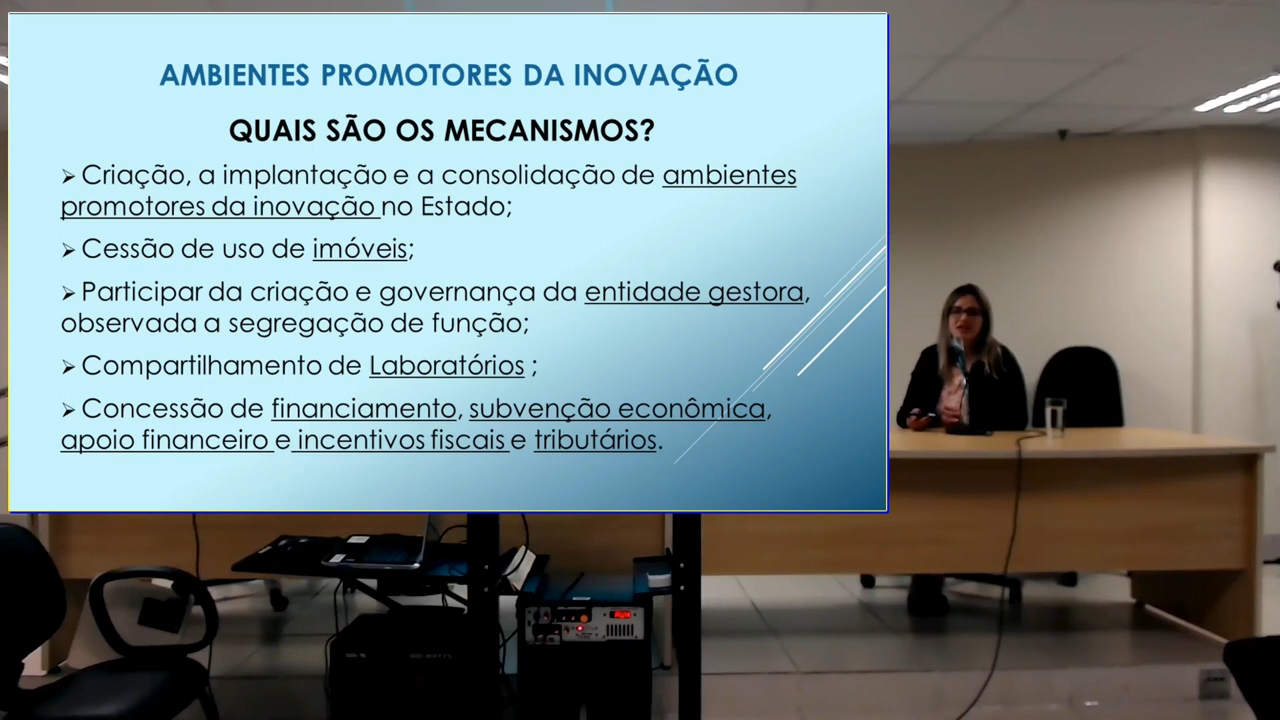 AMBIENTES PROMOTORES DA INOVAÇÃO
QUAIS SÃO OS MECANISMOS?
➢ Criação, a implantação e a consolidação de ambientes
promotores da inovação no Estado;
➢ Cessão de uso de imóveis;
➢ Participar da criação e governança da entidade gestora,
observada a segregação de função;
➢ Compartilhamento de Laboratórios ;
➢ Concessão de financiamento, subvenção econômica,
apoio financeiro e incentivos fiscais e tributários.